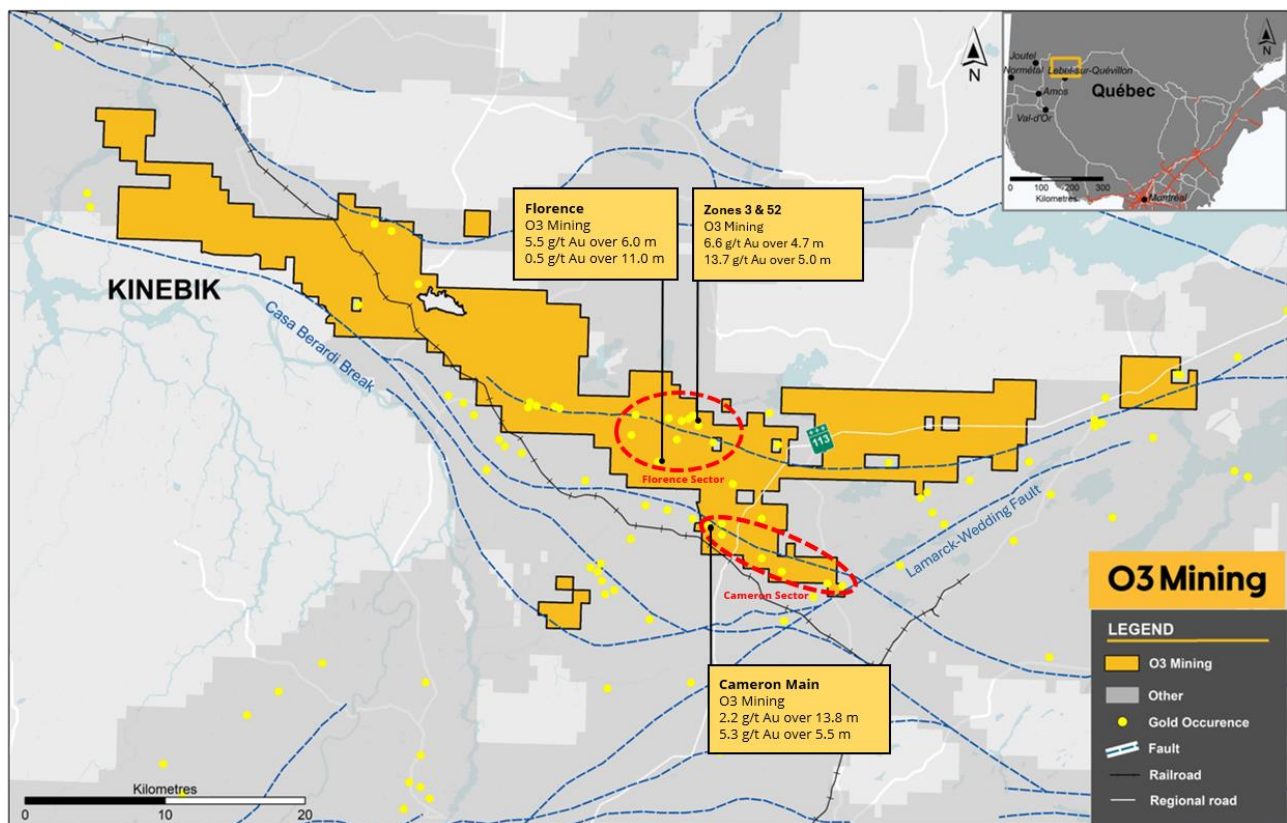 N
Joutel
Normétal
Lebel-sur-Quévillon
Amos
Québec
Val-d'Or
0 100 200 300
Kilometres
Montréal
N
Florence
O3 Mining
5.5 g/t Au over 6.0 m
0.5 g/t Au over 11.0 m
Zones 3 & 52
O3 Mining
6.6 g/t Au over 4.7 m
13.7 g/t Au over 5.0 m
KINEBIK
Casa Berardi Break
113
Florence Sector
Lamarck-Wedding Fault
Cameron Sector
Cameron Main
O3 Mining
2.2 g/t Au over 13.8 m
5.3 g/t Au over 5.5 m
Kilometres
0 10 20
O3 Mining
LEGEND
O3 Mining
Other
Gold Occurence
Fault
Railroad
Regional road